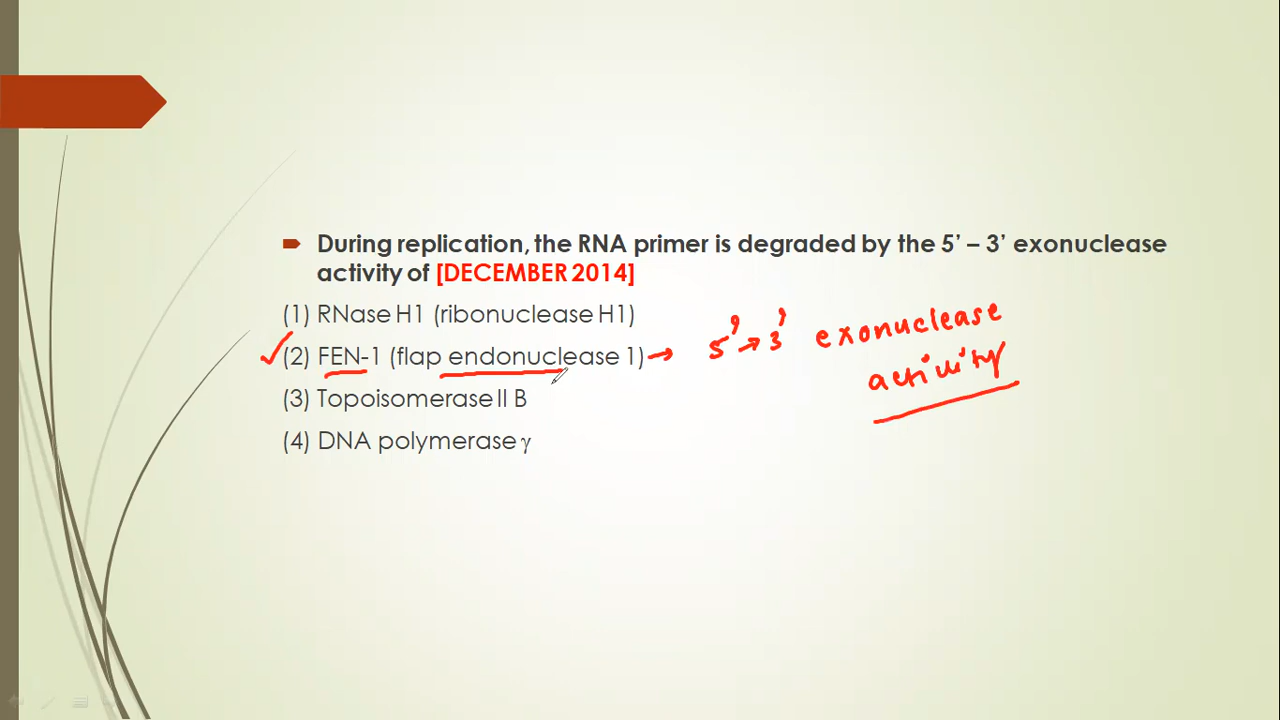 During replication, the RNA primer is degraded by the 5’ – 3’ exonuclease
activity of [DECEMBER 2014]
(1) RNase H1 (ribonuclease H1)
(2) FEN-1 (flap endonuclease 1) → 5' → 3' exonuclease
activity
(3) Topoisomerase II B
(4) DNA polymerase γ